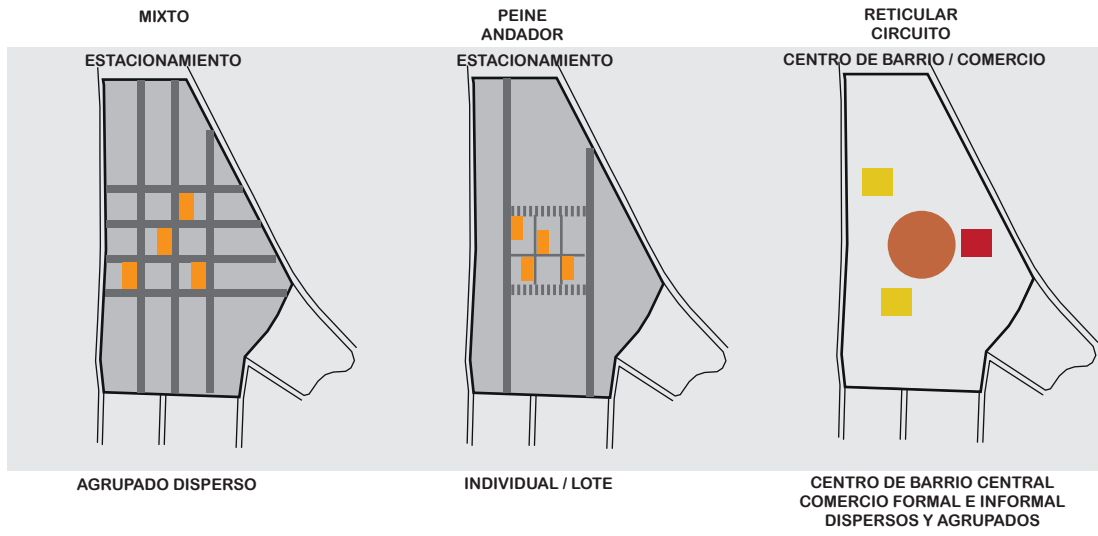 MIXTO
PEINE
ANDADOR
RETICULAR
CIRCUITO
ESTACIONAMIENTO
ESTACIONAMIENTO
CENTRO DE BARRIO / COMERCIO
AGRUPADO DISPERSO
INDIVIDUAL / LOTE
CENTRO DE BARRIO CENTRAL
COMERCIO FORMAL E INFORMAL
DISPERSOS Y AGRUPADOS